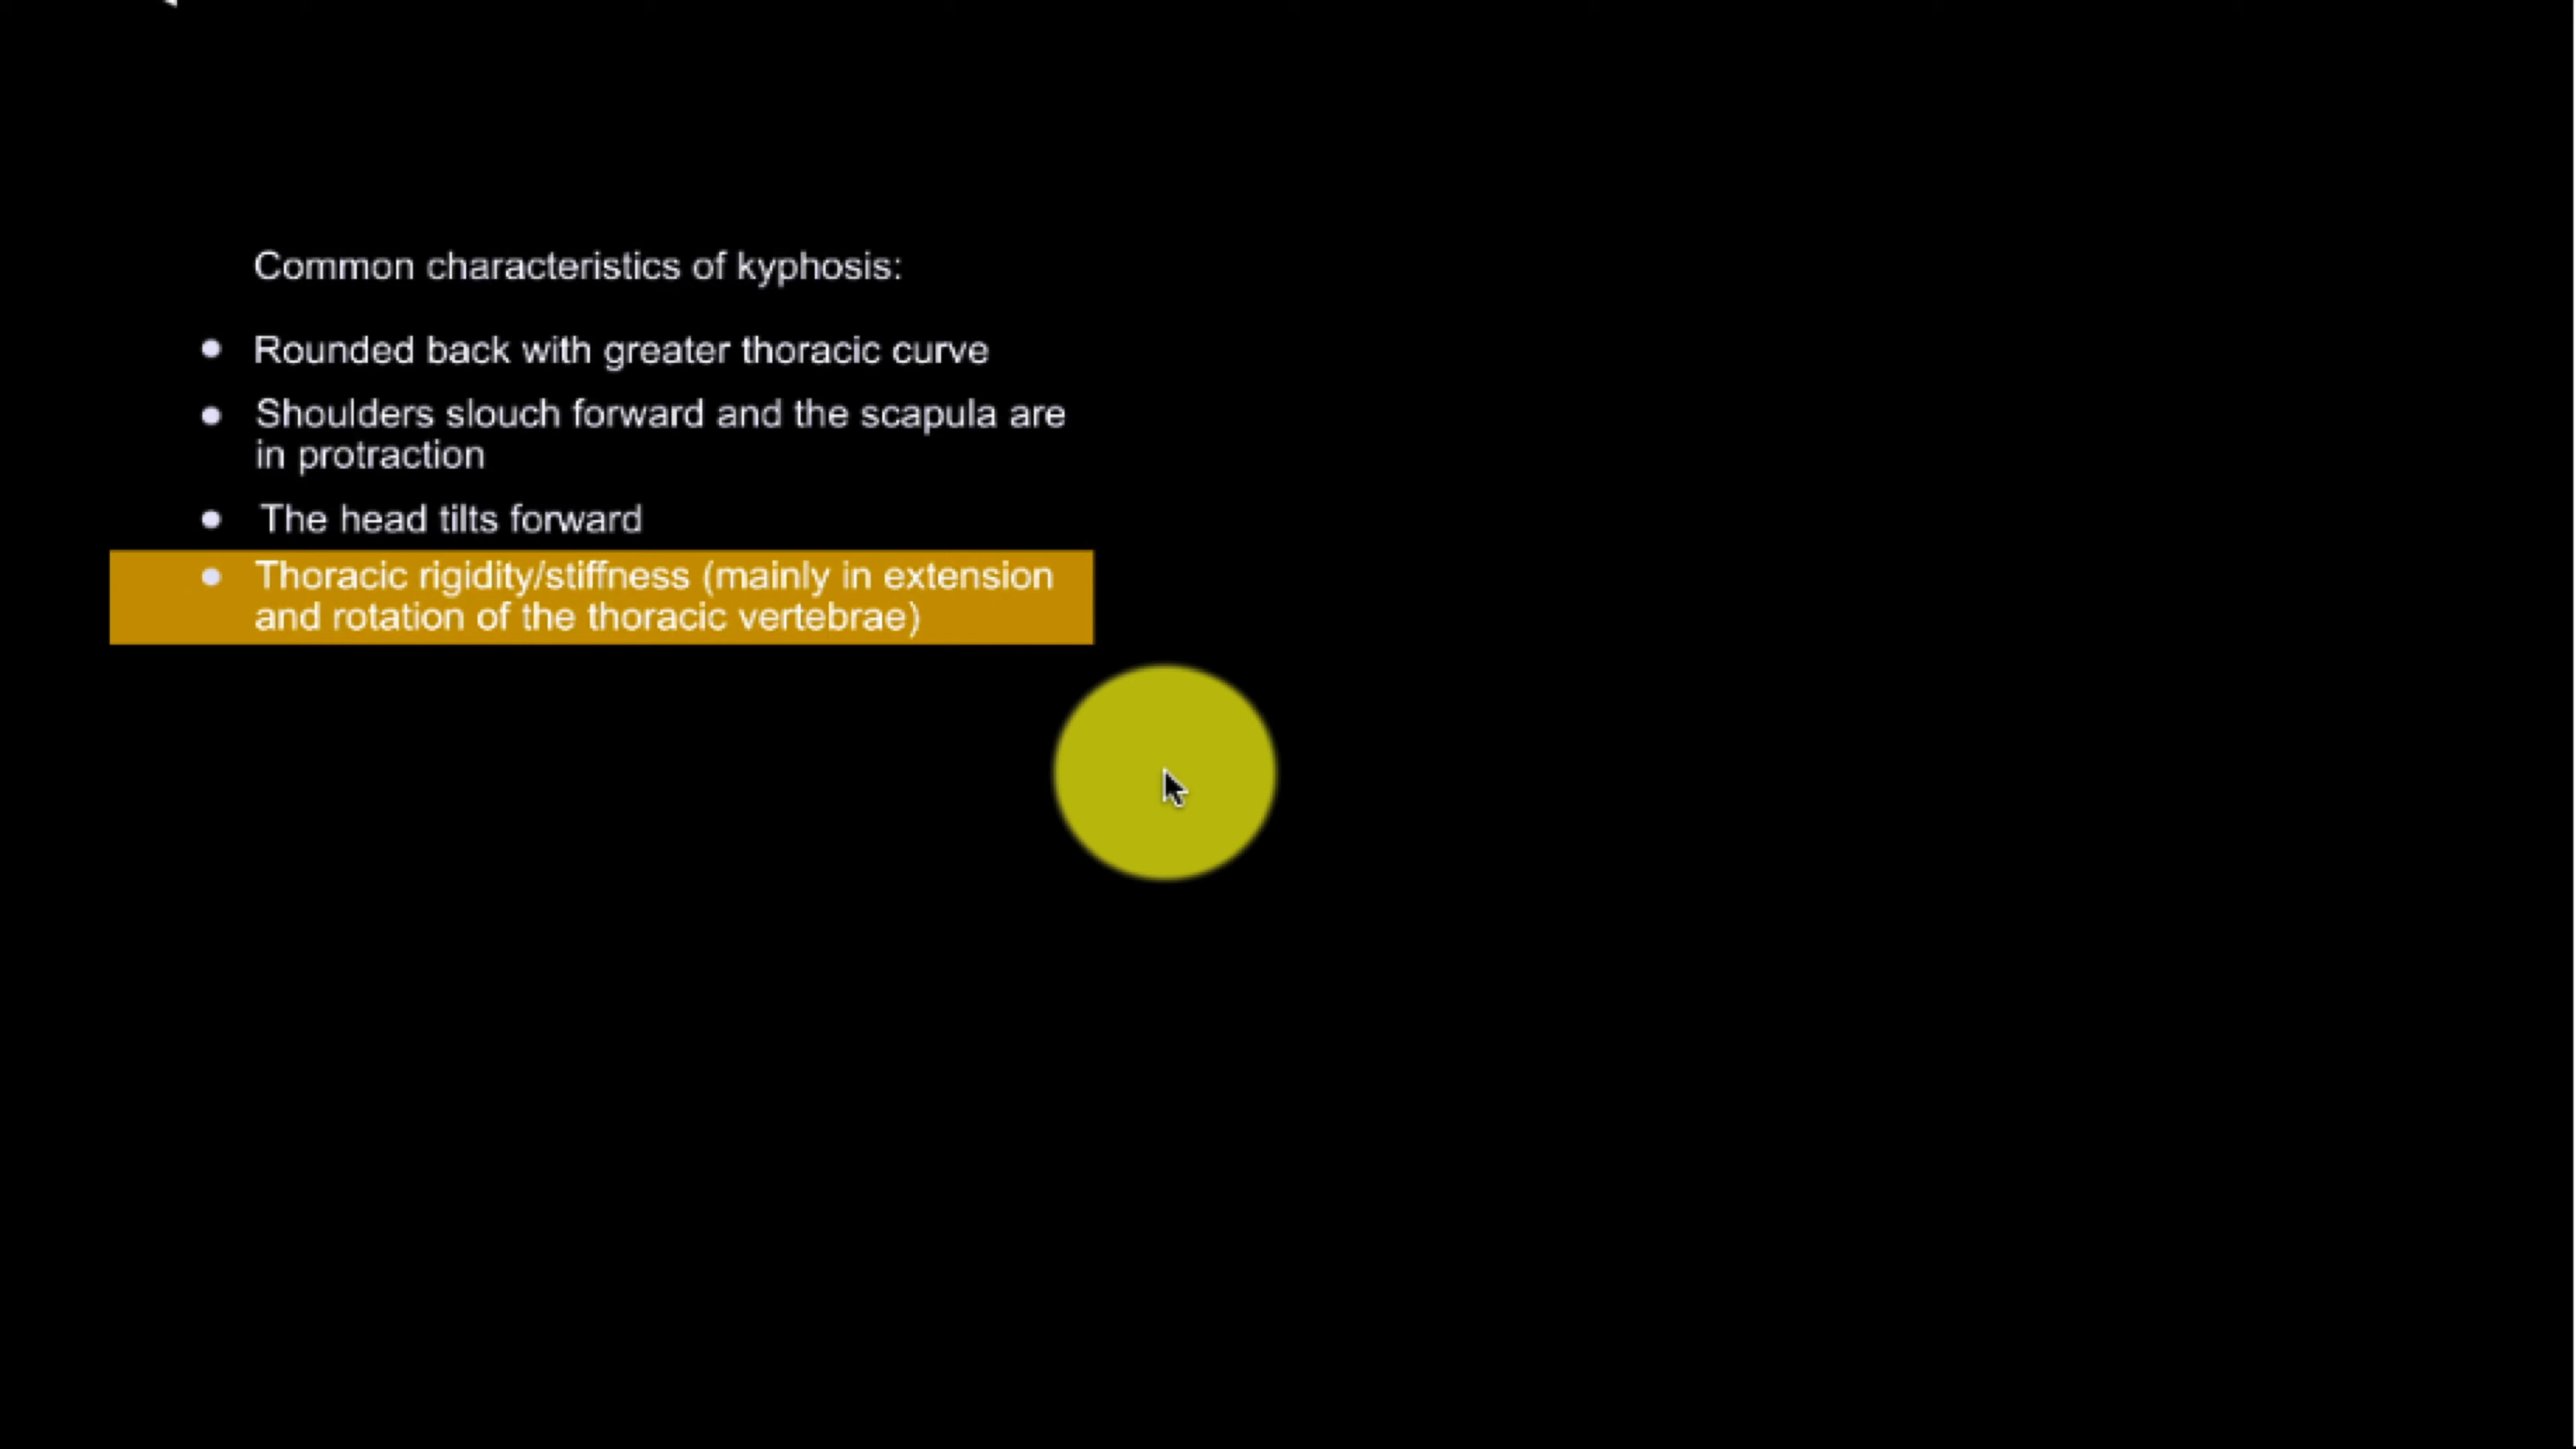 Common characteristics of kyphosis:
● Rounded back with greater thoracic curve
● Shoulders slouch forward and the scapula are
in protraction
● The head tilts forward
● Thoracic rigidity/stiffness (mainly in extension
and rotation of the thoracic vertebrae)